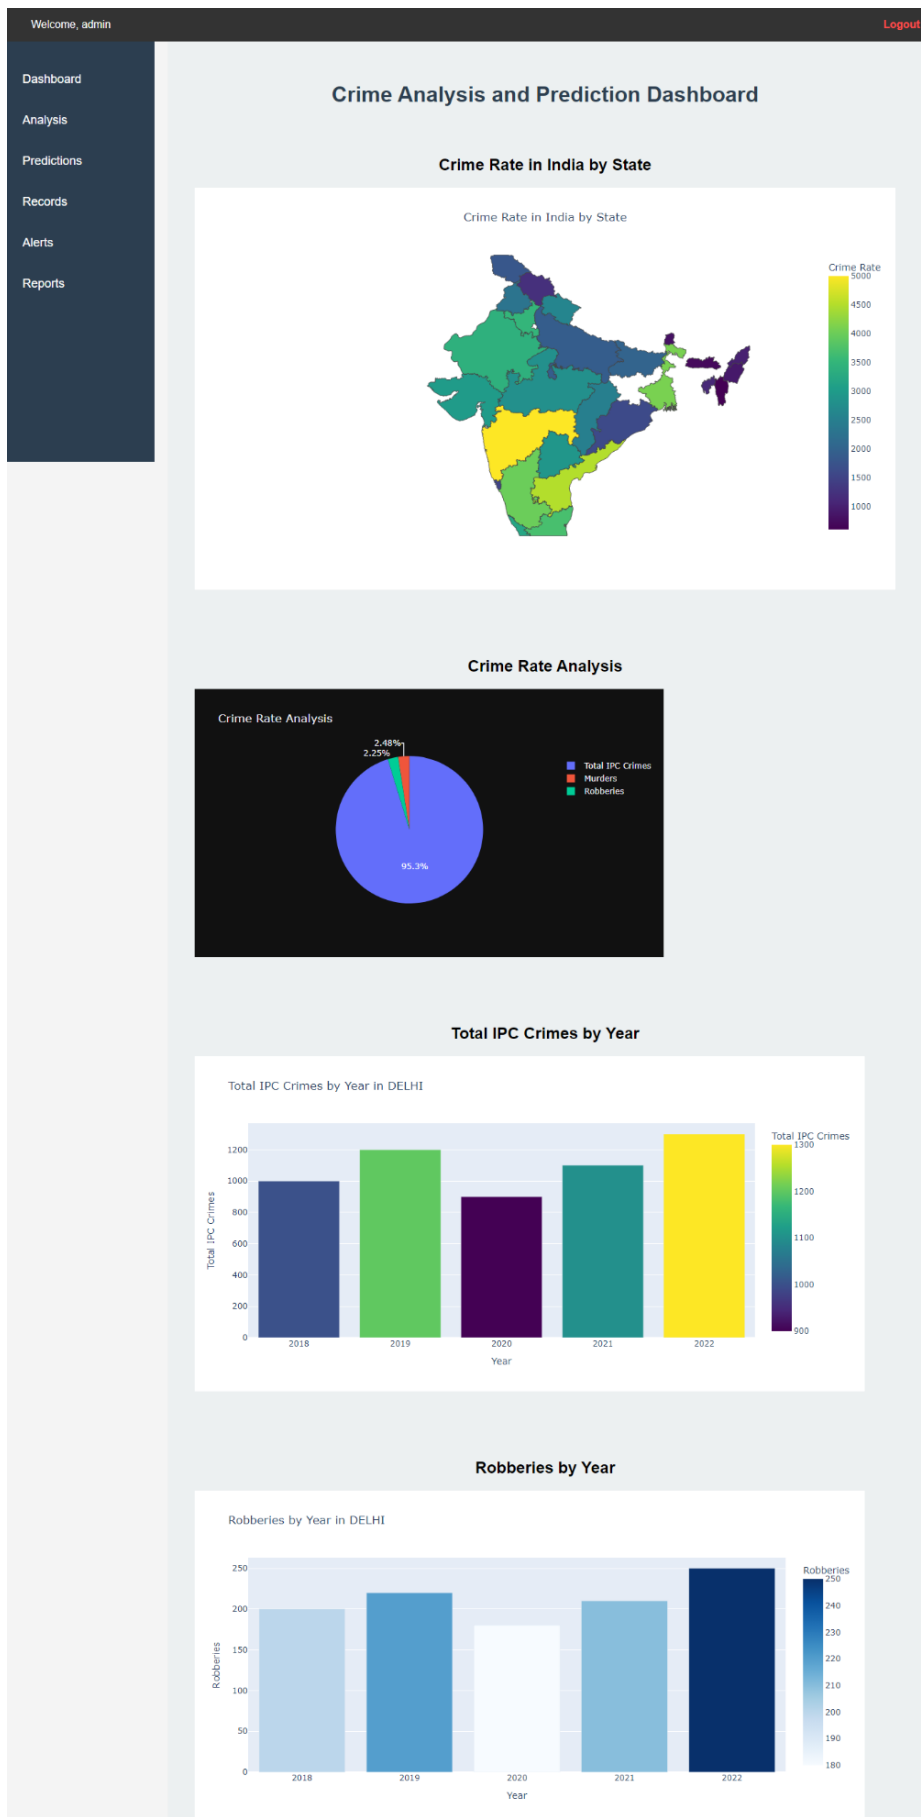 Welcome, admin
Logout
Dashboard
Analysis
Predictions
Records
Alerts
Reports
Crime Analysis and Prediction Dashboard
Crime Rate in India by State
Crime Rate in India by State
Crime Rate
5000
4500
4000
3500
3000
2500
2000
1500
1000
Crime Rate Analysis
Crime Rate Analysis
2.48%
2.25%
95.3%
Total IPC Crimes
Murders
Robberies
Total IPC Crimes by Year
Total IPC Crimes by Year in DELHI
Total IPC Crimes
1200
1000
800
600
400
200
0
2018 2019 2020 2021 2022
Year
Total IPC Crimes
1300
1200
1100
1000
900
Robberies by Year
Robberies by Year in DELHI
Robberies
250
200
150
100
50
0
2018 2019 2020 2021 2022
Year
Robberies
250
240
230
220
210
200
190
180